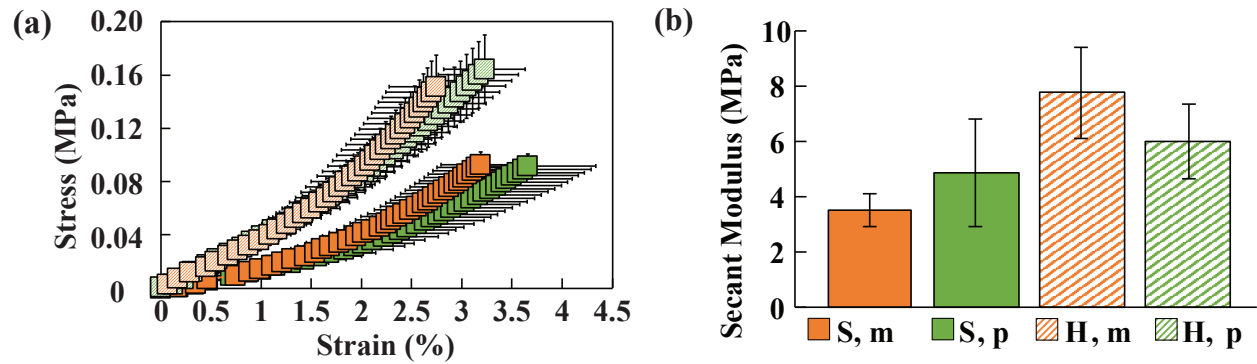 (a)
Stress (MPa)
0.20
0.16
0.12
0.08
0.04
0
0 0.5 1 1.5 2 2.5 3 3.5 4 4.5
Strain (%)
(b)
Secant Modulus (MPa)
10
8
6
4
2
0
S, m S, p H, m H, p